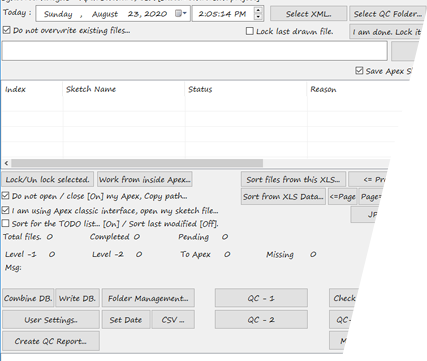 Today : Sunday , August 23, 2020 2:05:14 PM Select XML.. Select QC Folder...
Do not overwrite existing files... Lock last drawn file. I am done. Lock it
Save Apex S
Index Sketch Name Status Reason
Lock/Un lock selected. Work from inside Apex... Sort files from this XLS... <= Pr
Do not open / close [On] my Apex, Copy path... Sort from XLS Data... <=Page Page=
I am using Apex classic interface, open my sketch file... JP
Sort for the TODO list... [On] / Sort last modified [Off].
Total files. 0 Completed 0 Pending 0
Level -1 0 Level -2 0 To Apex 0 Missing 0
Msg:
Combine DB. Write DB. Folder Management.. QC - 1 Check
User Settings.. Set Date CSV ... QC - 2 QC-
Create QC Report... M